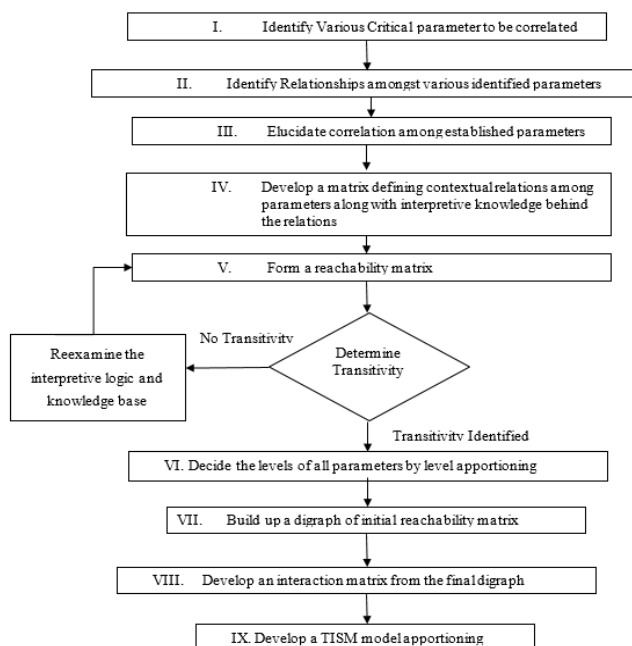 I. Identify Various Critical parameter to be correlated
II. Identify Relationships amongst various identified parameters
III. Elucidate correlation among established parameters
IV. Develop a matrix defining contextual relations among
parameters along with interpretive knowledge behind
the relations
V. Form a reachability matrix
No Transitivity
Determine
Transitivity
Reexamine the
interpretive logic and
knowledge base
Transitivity Identified
VI. Decide the levels of all parameters by level apportioning
VII. Build up a digraph of initial reachability matrix
VIII. Develop an interaction matrix from the final digraph
IX. Develop a TISM model apportioning